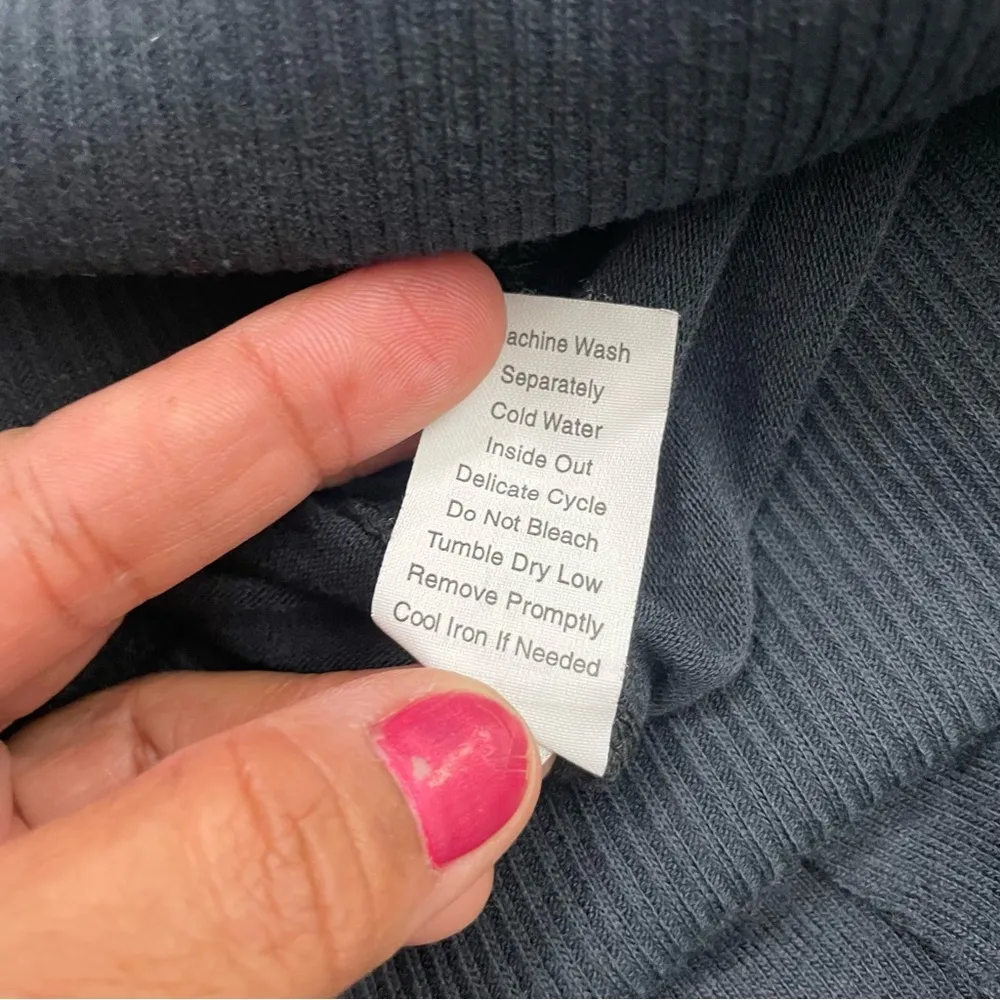 achine Wash
Separately
Cold Water
Inside Out
Delicate Cycle
Do Not Bleach
Tumble Dry Low
Remove Promptly
Cool Iron If Needed